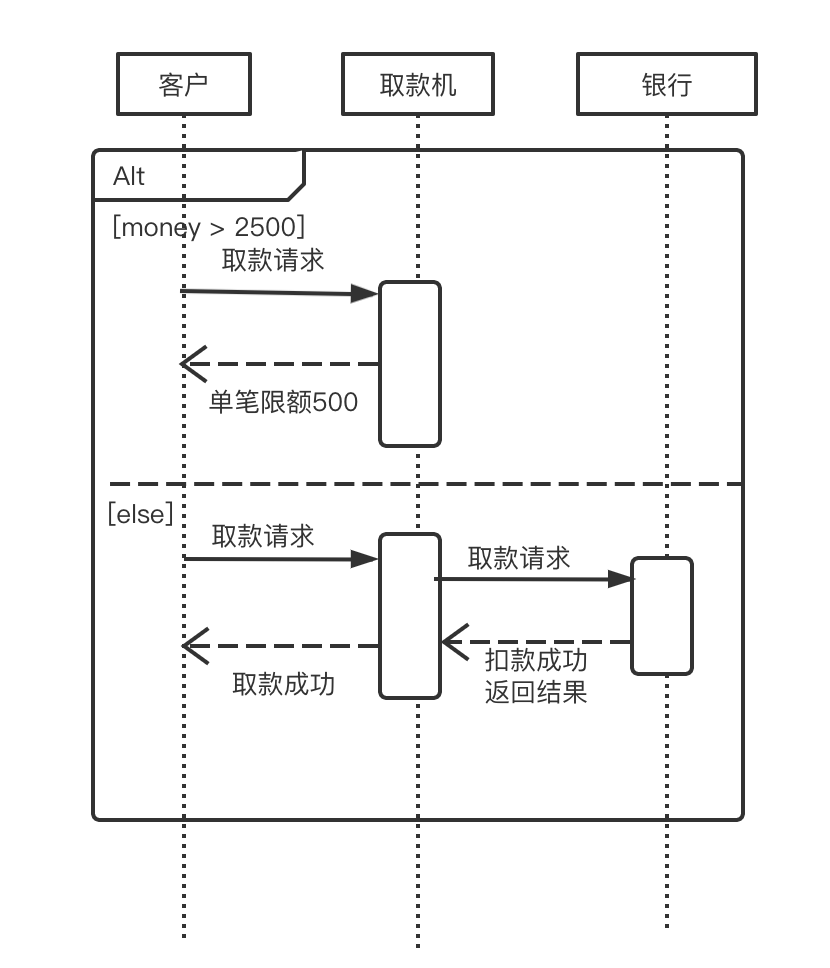 客户
取款机
银行
Alt
[money > 2500]
取款请求
单笔限额500
[else]
取款请求
取款请求
扣款成功
返回结果
取款成功